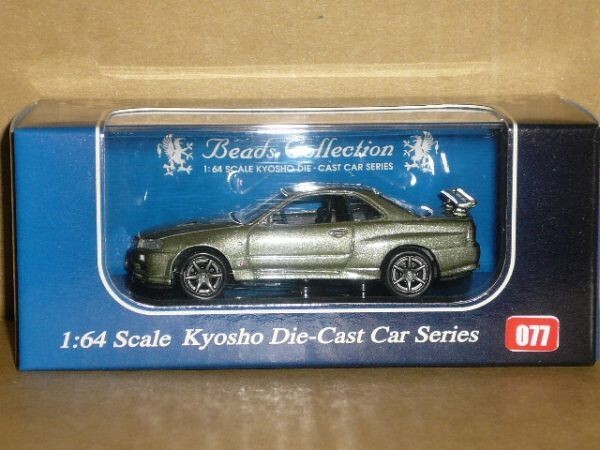 Beads Collection
1:64 SCALE KYOSHO DIE-CAST CAR SERIES
1:64 Scale Kyosho Die-Cast Car Series
077